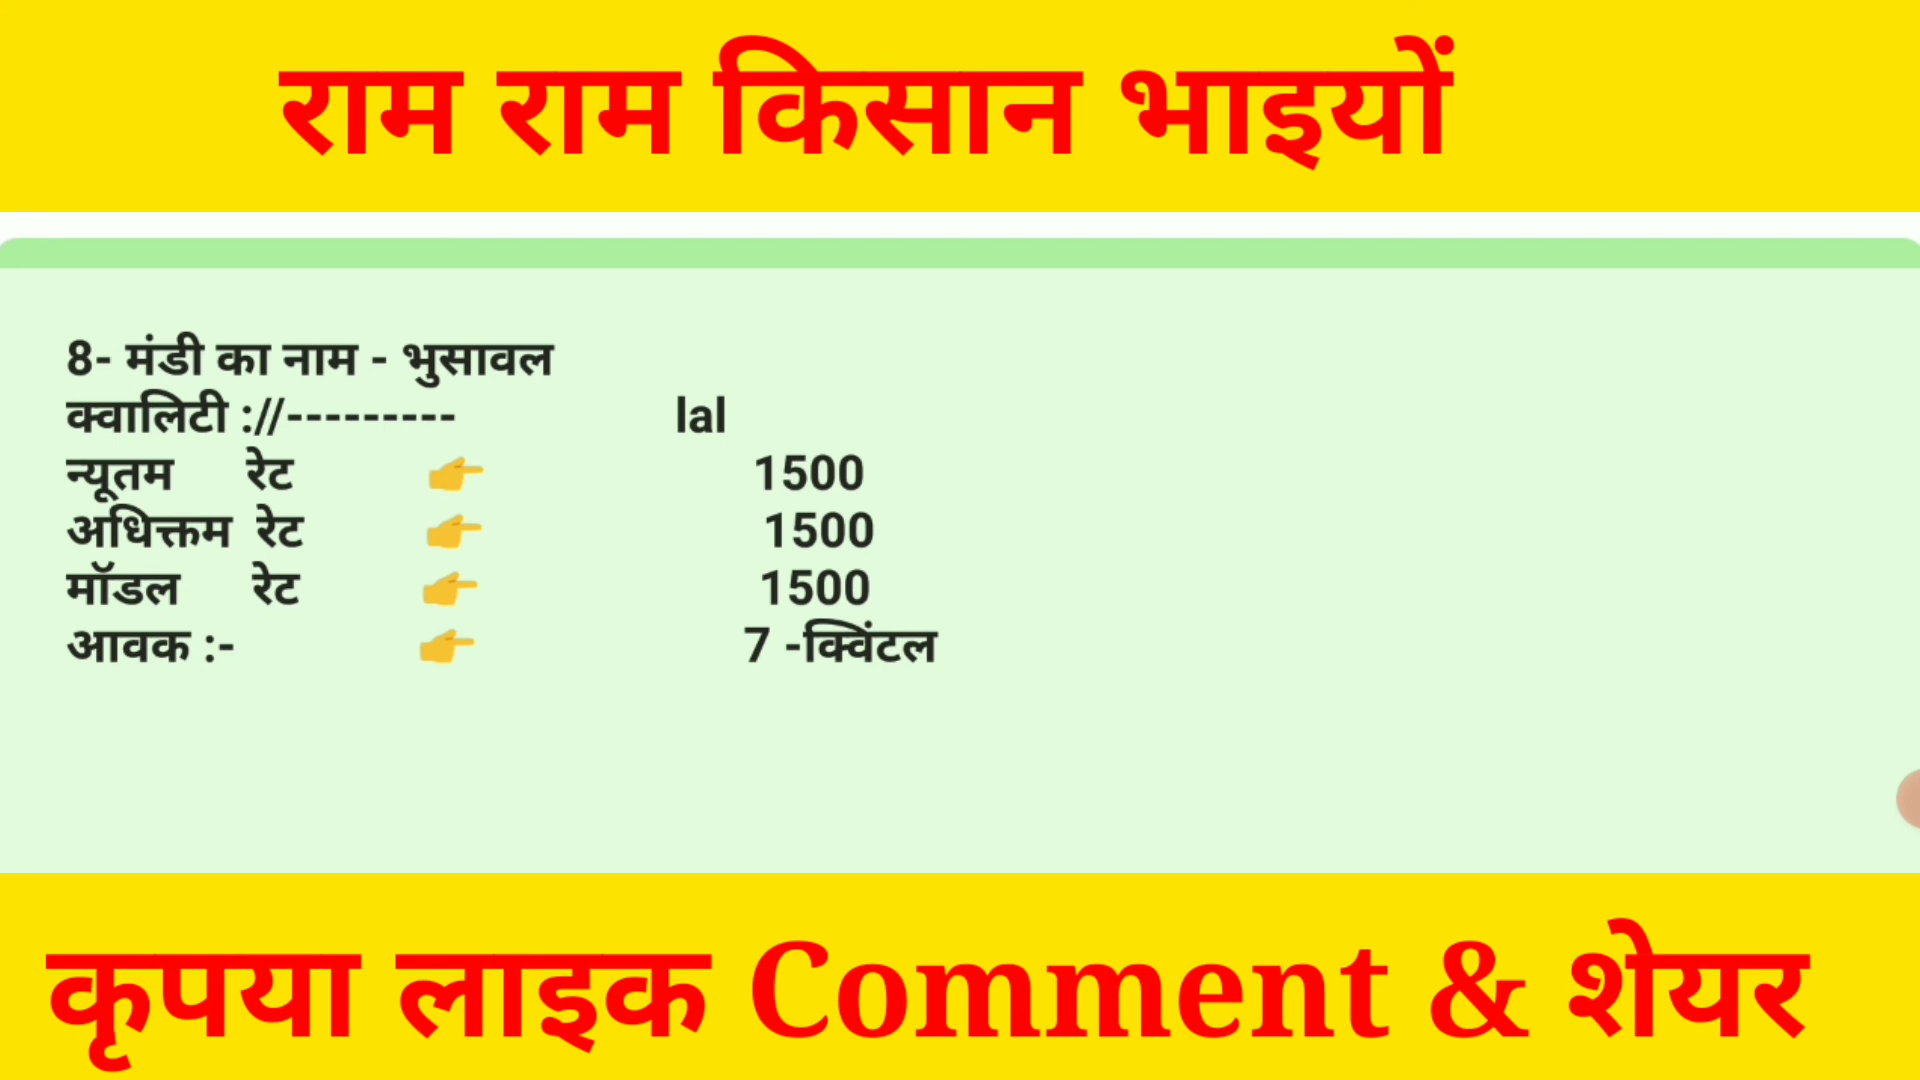 राम राम किसान भाइयों
8- मंडी का नाम - भुसावल
क्वालिटी ://--------- lal
न्यूतम रेट 👉 1500
अधिक्तम रेट 👉 1500
मॉडल रेट 👉 1500
आवक :- 👉 7 -क्विंटल
कृपया लाइक Comment & शेयर